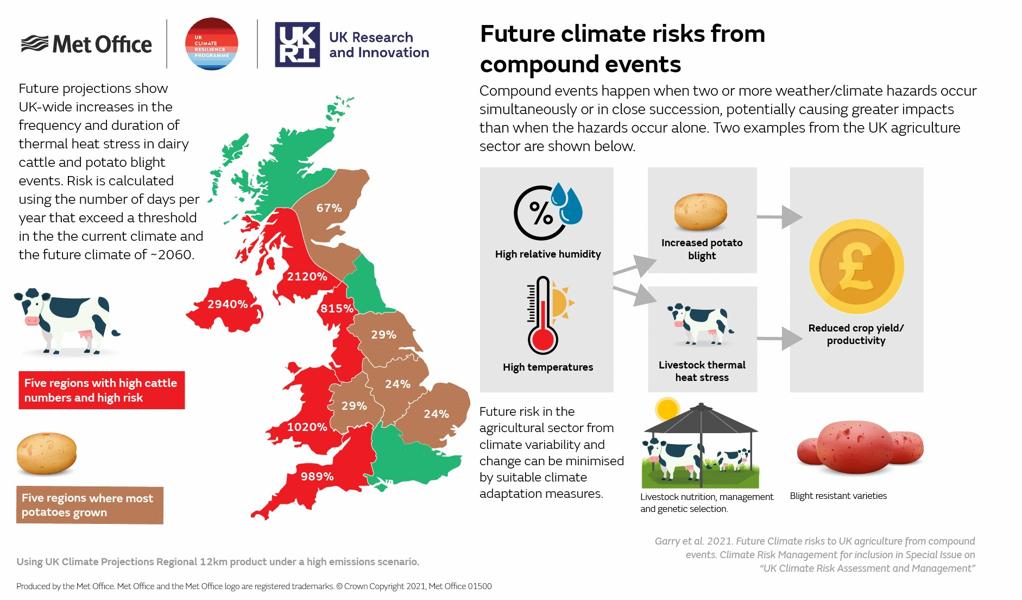 Met Office
UK
CLIMATE
RESILIENCE
PROGRAMME
UK
RI
UK Research
and Innovation
Future projections show
UK-wide increases in the
frequency and duration of
thermal heat stress in dairy
cattle and potato blight
events. Risk is calculated
using the number of days per
year that exceed a threshold
in the the current climate and
the future climate of ~2060.
Five regions with high cattle
numbers and high risk
Five regions where most
potatoes grown
67%
2120%
2940%
815%
29%
24%
29%
24%
1020%
989%
Using UK Climate Projections Regional 12km product under a high emissions scenario.
Produced by the Met Office. Met Office and the Met Office logo are registered trademarks. © Crown Copyright 2021, Met Office 01500
Future climate risks from
compound events
Compound events happen when two or more weather/climate hazards occur
simultaneously or in close succession, potentially causing greater impacts
than when the hazards occur alone. Two examples from the UK agriculture
sector are shown below.
%
High relative humidity
High temperatures
Increased potato
blight
Livestock thermal
heat stress
£
Reduced crop yield/
productivity
Future risk in the
agricultural sector from
climate variability and
change can be minimised
by suitable climate
adaptation measures.
Livestock nutrition, management
and genetic selection.
Blight resistant varieties
Garry et al. 2021. Future Climate risks to UK agriculture from compound
events. Climate Risk Management for inclusion in Special Issue on
"UK Climate Risk Assessment and Management"